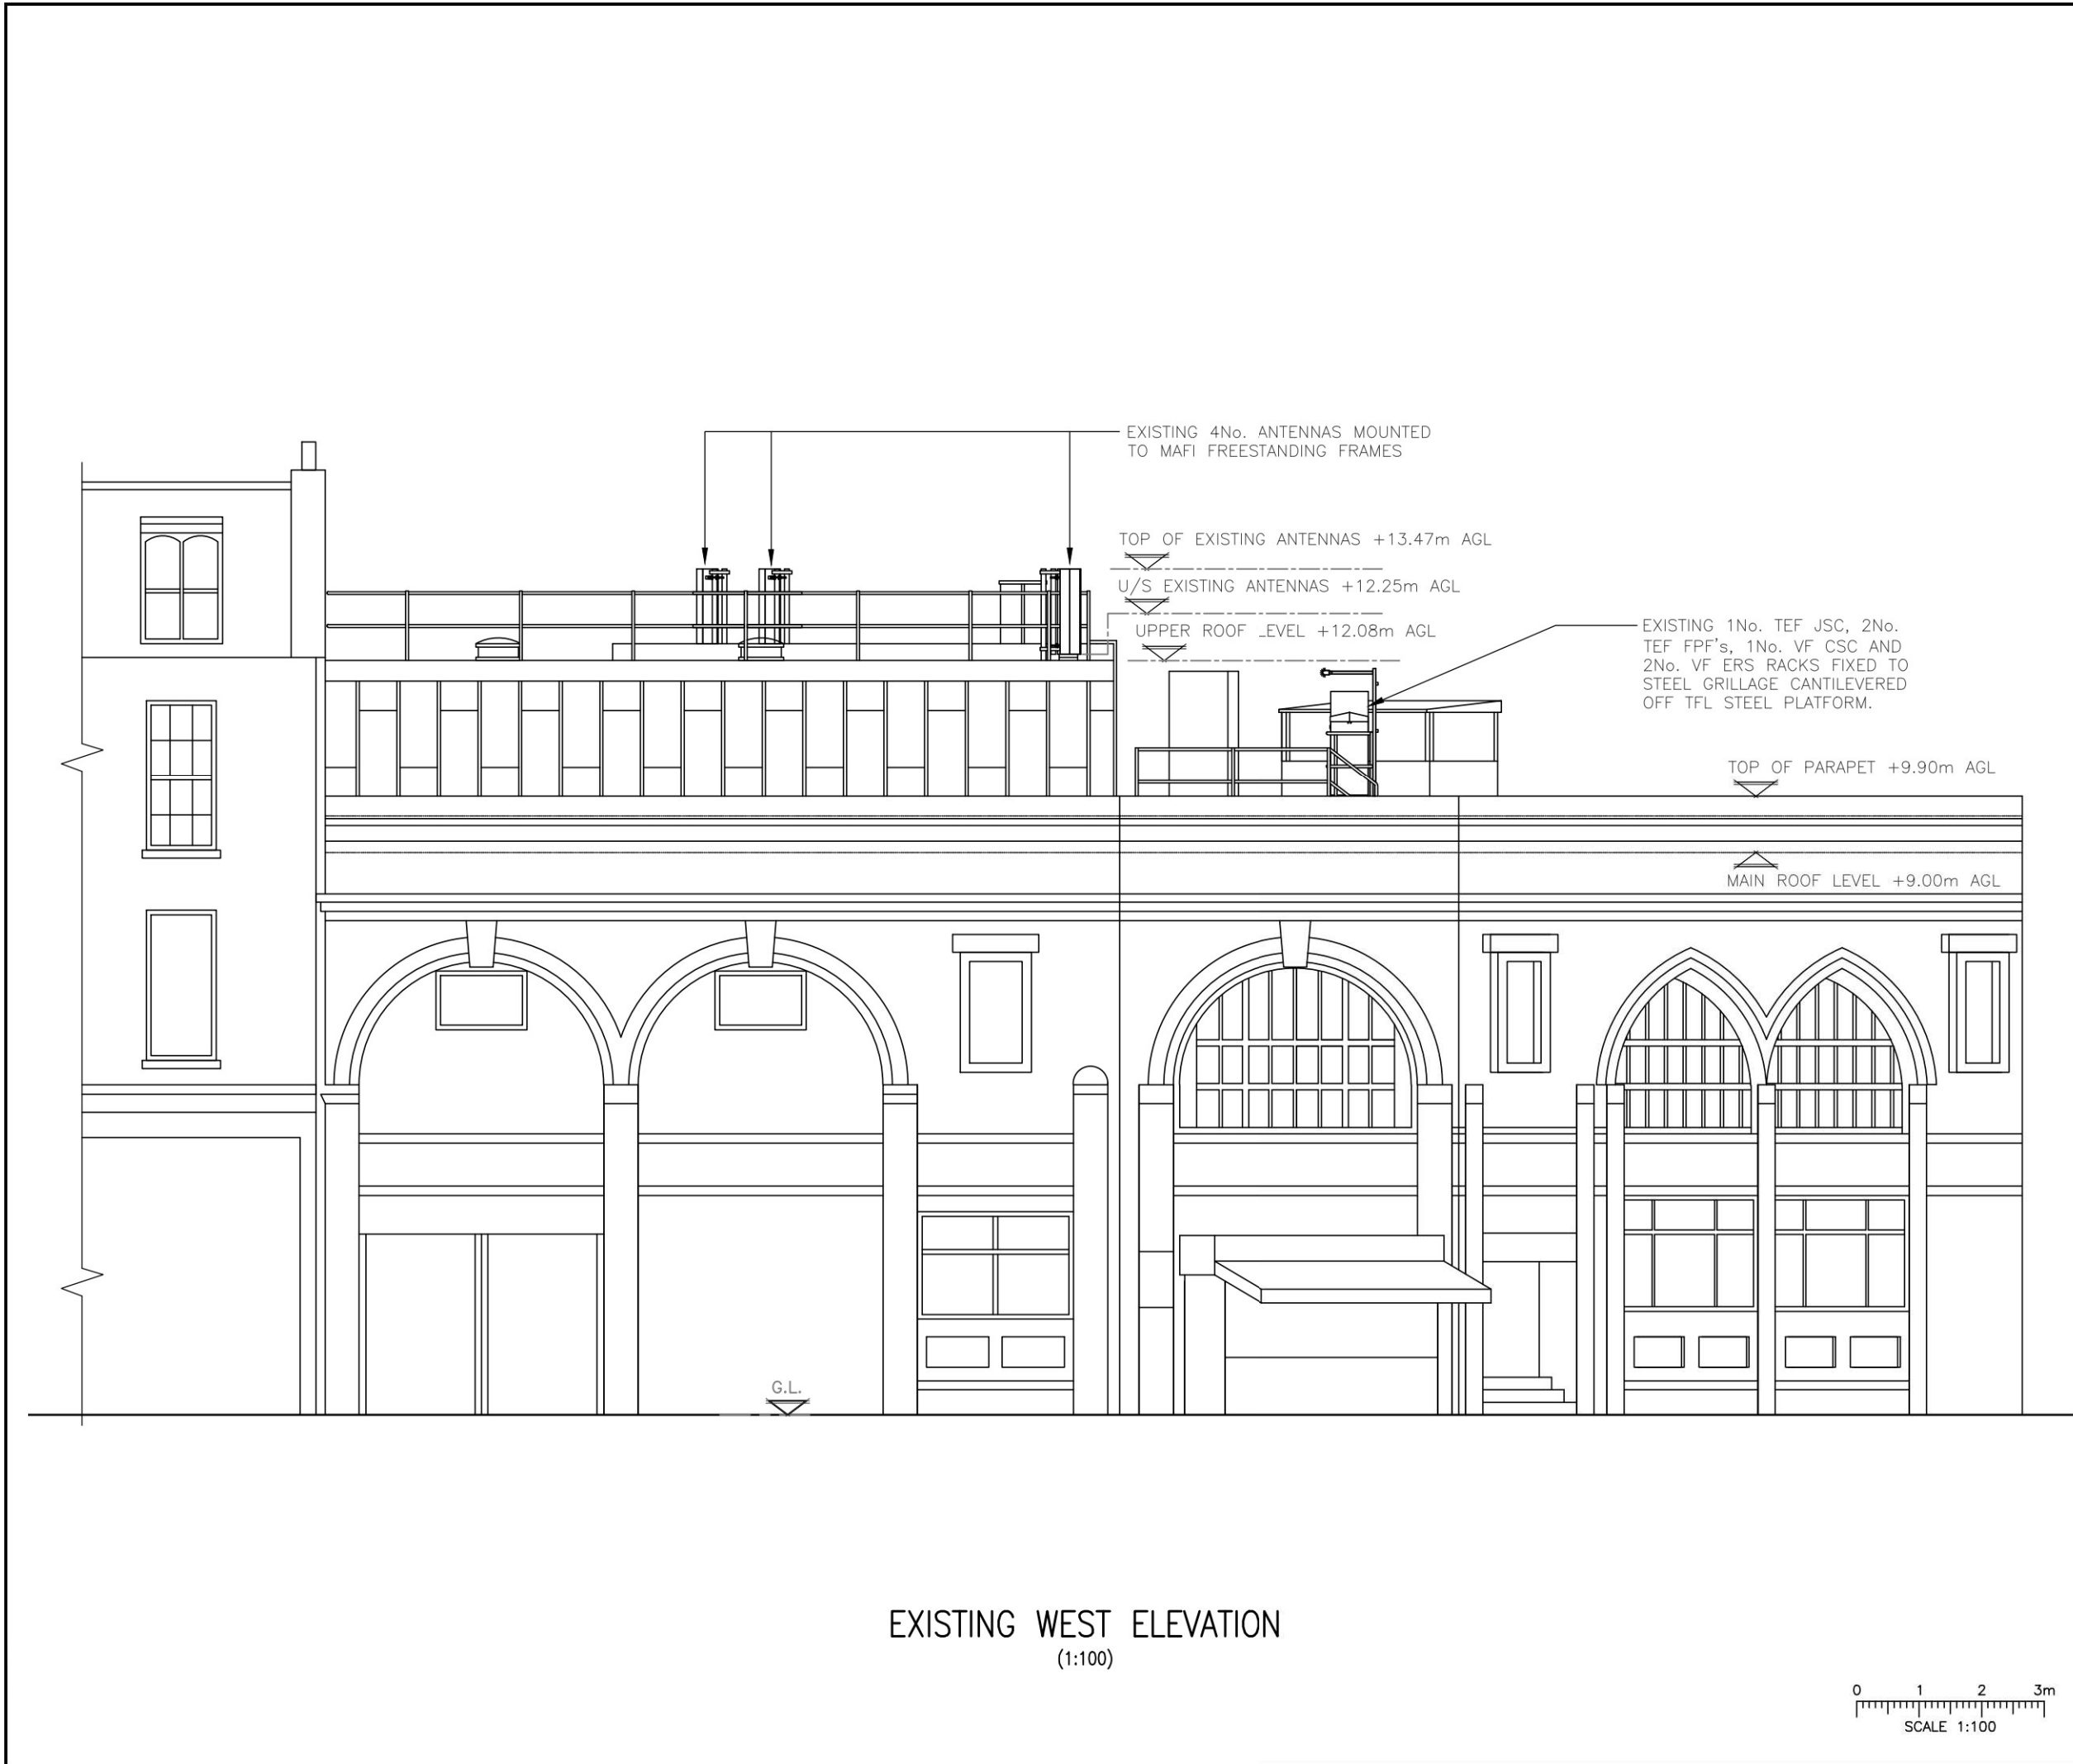 EXISTING 4No. ANTENNAS MOUNTED
TO MAFI FREESTANDING FRAMES
TOP OF EXISTING ANTENNAS +13.47m AGL
U/S EXISTING ANTENNAS +12.25m AGL
UPPER ROOF LEVEL +12.08m AGL
EXISTING 1No. TEF JSC, 2No.
TEF FPF's, 1No. VF CSC AND
2No. VF ERS RACKS FIXED TO
STEEL GRILLAGE CANTILEVERED
OFF TFL STEEL PLATFORM.
TOP OF PARAPET +9.90m AGL
MAIN ROOF LEVEL +9.00m AGL
G.L.
EXISTING WEST ELEVATION
(1:100)
0 1 2 3m
SCALE 1:100